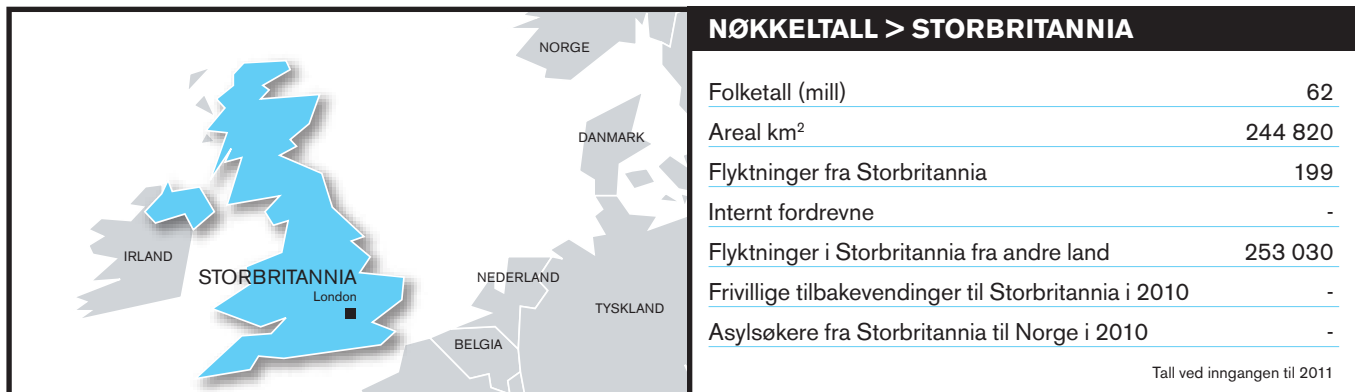 NORGE
DANMARK
IRLAND
STORBRITANNIA
London
NEDERLAND
TYSKLAND
BELGIA
NØKKELTALL > STORBRITANNIA
Folketall (mill) 62
Areal km² 244 820
Flyktninger fra Storbritannia 199
Internt fordrevne -
Flyktninger i Storbritannia fra andre land 253 030
Frivillige tilbakevendinger til Storbritannia i 2010 -
Asylsøkere fra Storbritannia til Norge i 2010 -
Tall ved inngangen til 2011